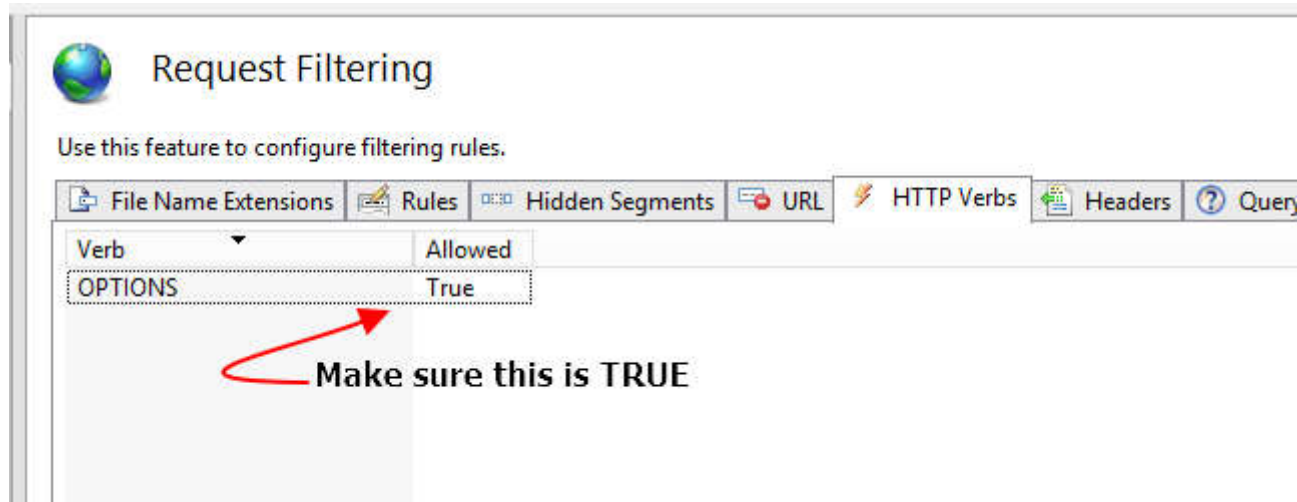 Request Filtering
Use this feature to configure filtering rules.
File Name Extensions Rules Hidden Segments URL HTTP Verbs Headers Query
Verb Allowed
OPTIONS True
Make sure this is TRUE